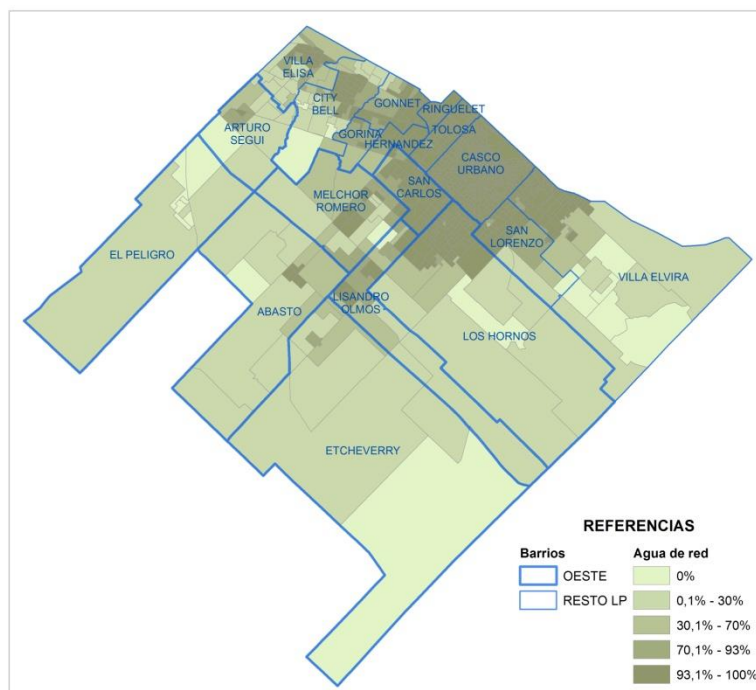 VILLA
ELISA
CITY
BELL
GONNET
RINGUELET
ARTURO
SEGUI
GORINA
TOLOSA
HERNANDEZ
CASCO
URBANO
SAN
CARLOS
MELCHOR
ROMERO
SAN
LORENZO
EL PELIGRO
VILLA ELVIRA
LISANDRO
OLMOS
ABASTO
LOS HORNOS
ETCHEVERRY
REFERENCIAS
Barrios
OESTE
RESTO LP
Agua de red
0%
0,1% - 30%
30,1% - 70%
70,1% - 93%
93,1% - 100%